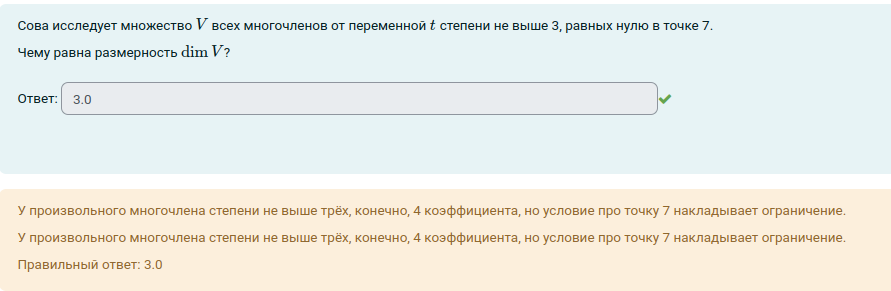 Сова исследует множество V всех многочленов от переменной t степени не выше 3, равных нулю в точке 7.
Чему равна размерность dim V?
Ответ: 3.0
У произвольного многочлена степени не выше трёх, конечно, 4 коэффициента, но условие про точку 7 накладывает ограничение.
У произвольного многочлена степени не выше трёх, конечно, 4 коэффициента, но условие про точку 7 накладывает ограничение.
Правильный ответ: 3.0